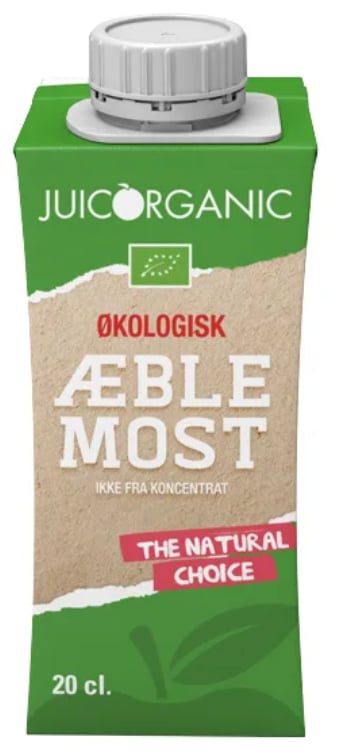 JUICORGANIC
ØKOLOGISK
ÆBLE
MOST
IKKE FRA KONCENTRAT
THE NATURAL
CHOICE
20 cl.